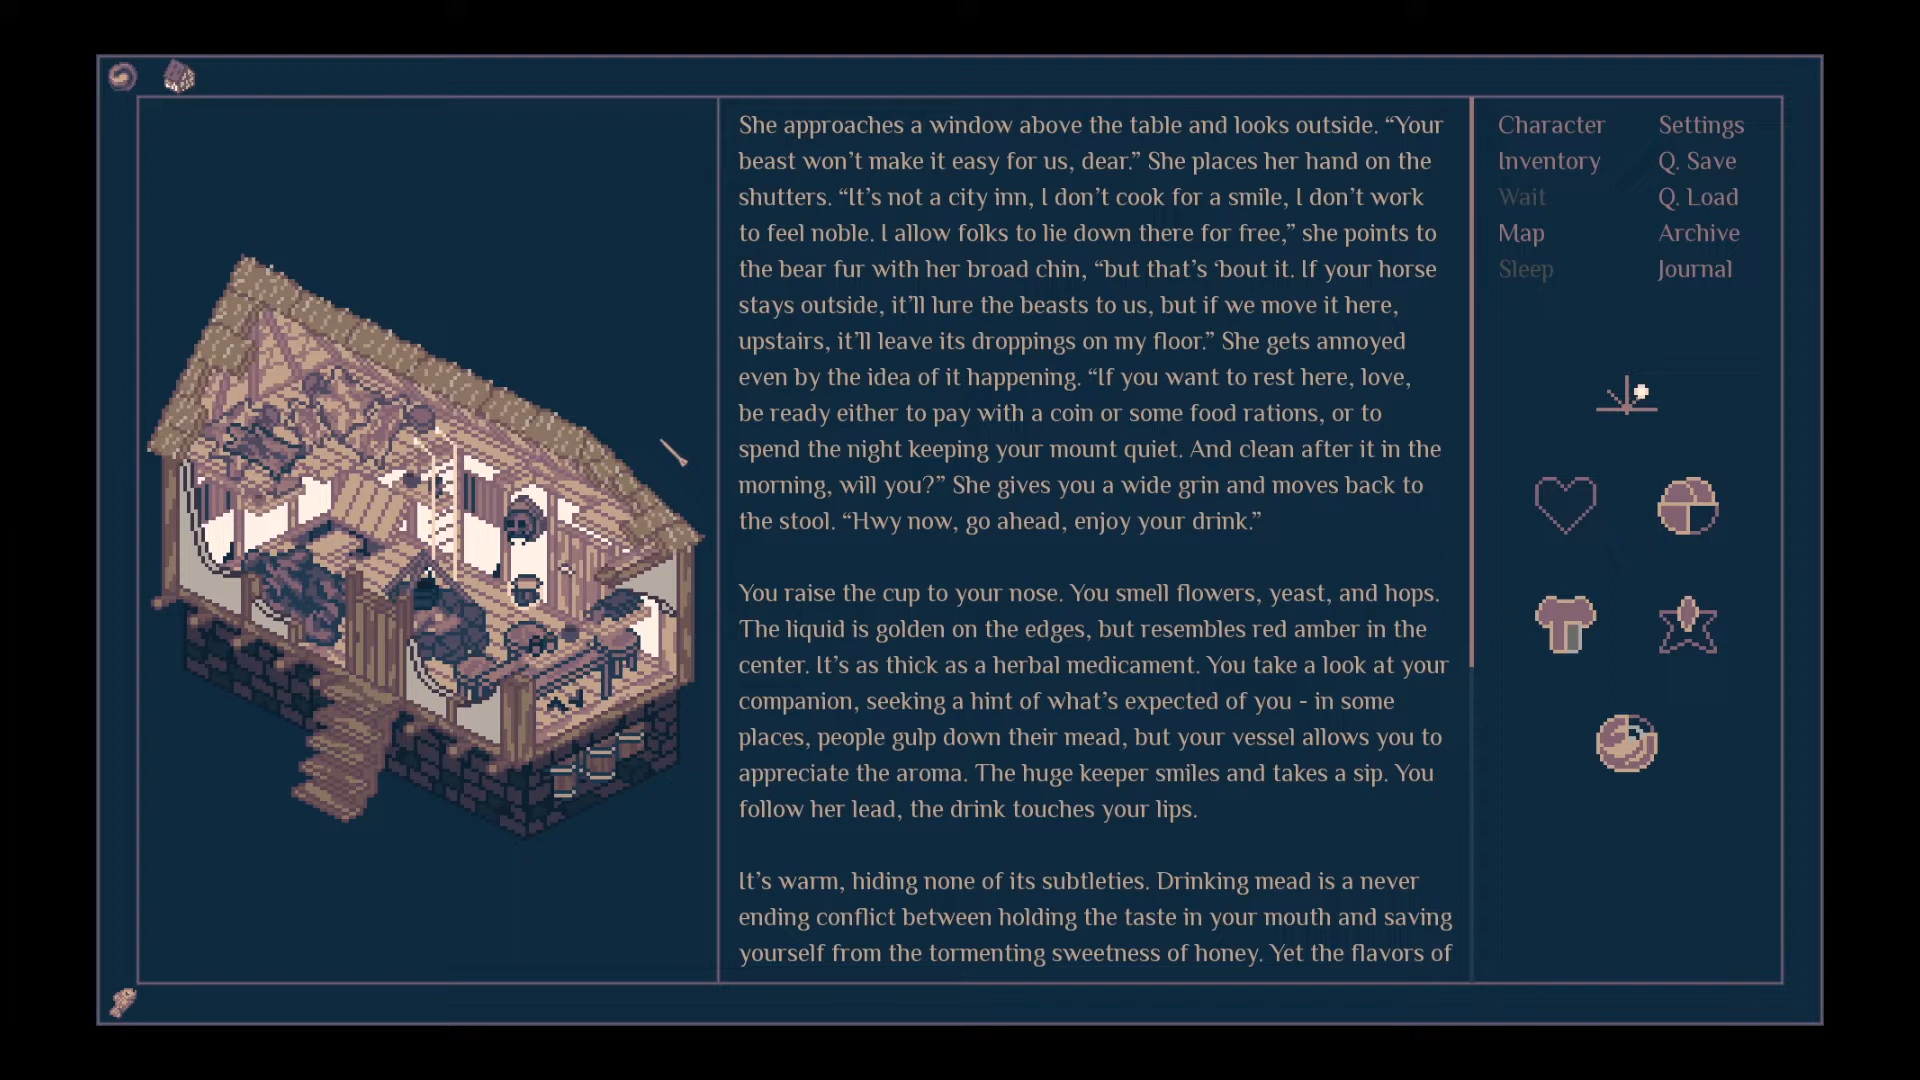 She approaches a window above the table and looks outside. “Your
beast won’t make it easy for us, dear.” She places her hand on the
shutters. “It’s not a city inn, I don’t cook for a smile, I don’t work
to feel noble. I allow folks to lie down there for free,” she points to
the bear fur with her broad chin, “but that’s ‘bout it. If your horse
stays outside, it’ll lure the beasts to us, but if we move it here,
upstairs, it’ll leave its droppings on my floor.” She gets annoyed
even by the idea of it happening. “If you want to rest here, love,
be ready either to pay with a coin or some food rations, or to
spend the night keeping your mount quiet. And clean after it in the
morning, will you?” She gives you a wide grin and moves back to
the stool. “Hwy now, go ahead, enjoy your drink.”
You raise the cup to your nose. You smell flowers, yeast, and hops.
The liquid is golden on the edges, but resembles red amber in the
center. It’s as thick as a herbal medicament. You take a look at your
companion, seeking a hint of what’s expected of you - in some
places, people gulp down their mead, but your vessel allows you to
appreciate the aroma. The huge keeper smiles and takes a sip. You
follow her lead, the drink touches your lips.
It’s warm, hiding none of its subtleties. Drinking mead is a never
ending conflict between holding the taste in your mouth and saving
yourself from the tormenting sweetness of honey. Yet the flavors of
Character Settings
Inventory Q. Save
Wait Q. Load
Map Archive
Sleep Journal